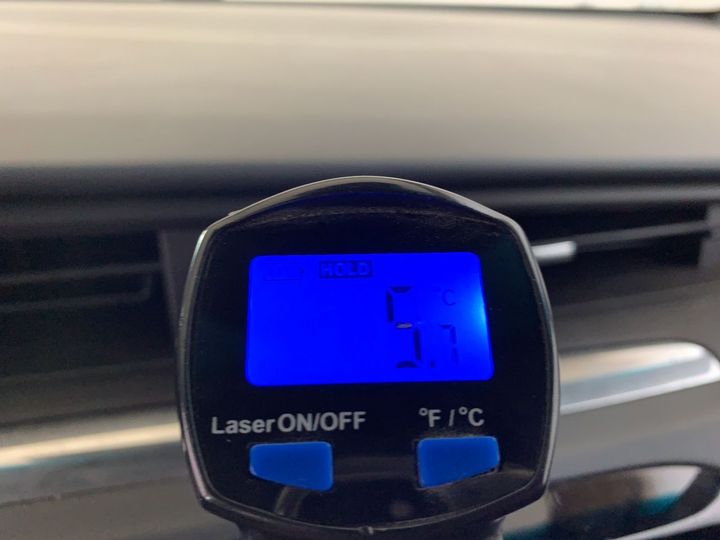 HOLD
°C
5.7
Laser ON/OFF
°F/°C